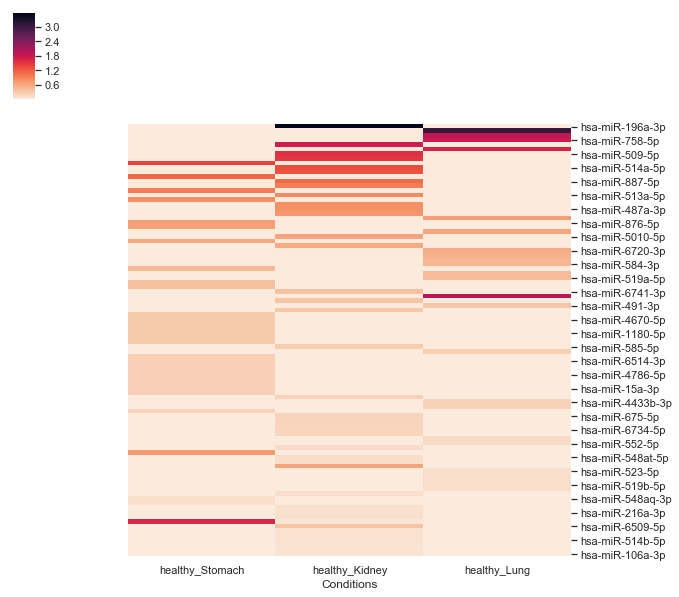 3.0
2.4
1.8
1.2
0.6
hsa-miR-196a-3p
hsa-miR-758-5p
hsa-miR-509-5p
hsa-miR-514a-5p
hsa-miR-887-5p
hsa-miR-513a-5p
hsa-miR-487a-3p
hsa-miR-876-5p
hsa-miR-5010-5p
hsa-miR-6720-3p
hsa-miR-584-3p
hsa-miR-519a-5p
hsa-miR-6741-3p
hsa-miR-491-3p
hsa-miR-4670-5p
hsa-miR-1180-5p
hsa-miR-585-5p
hsa-miR-6514-3p
hsa-miR-4786-5p
hsa-miR-15a-3p
hsa-miR-4433b-3p
hsa-miR-675-5p
hsa-miR-6734-5p
hsa-miR-552-5p
hsa-miR-548at-5p
hsa-miR-523-5p
hsa-miR-519b-5p
hsa-miR-548aq-3p
hsa-miR-216a-3p
hsa-miR-6509-5p
hsa-miR-514b-5p
hsa-miR-106a-3p
healthy_Stomach healthy_Kidney healthy_Lung
Conditions